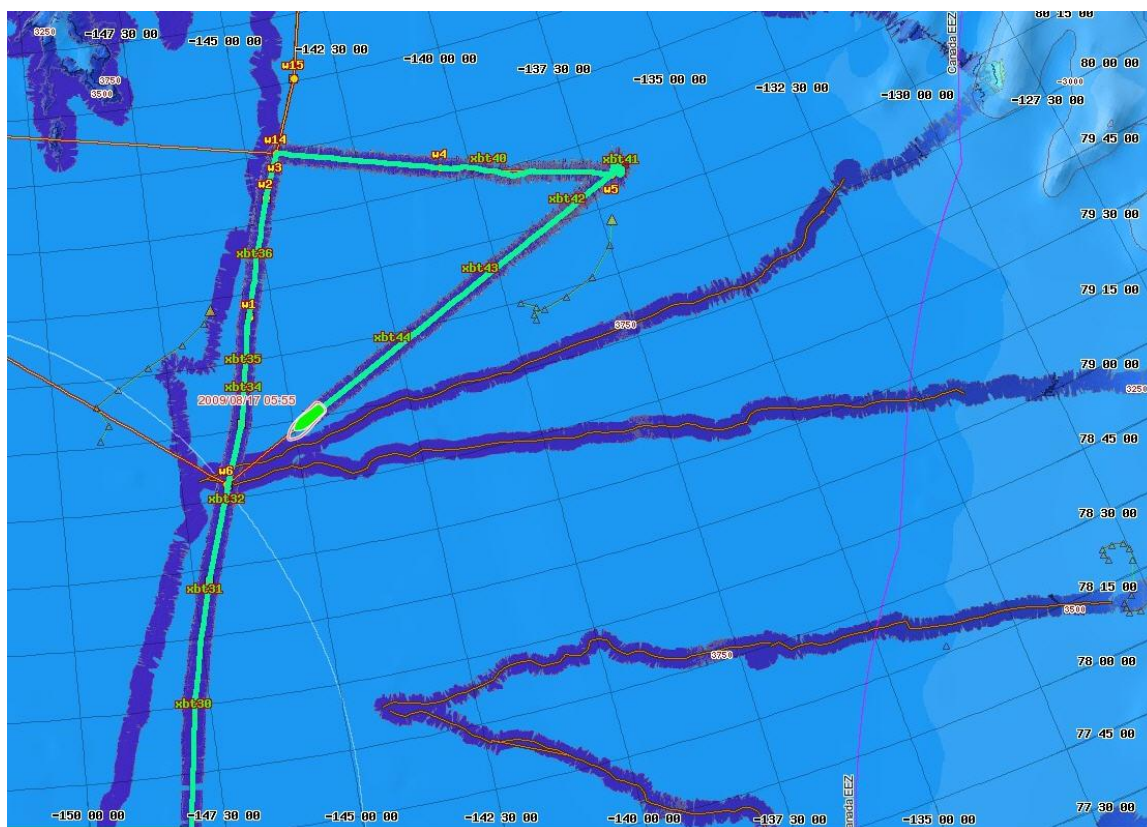 80 15 00
3250
-147 30 00
-145 00 00
-142 30 00
-140 00 00
-137 30 00
-135 00 00
-132 30 00
-130 00 00
-127 30 00
Canada EEZ
80 00 00
w15
3750
3500
-3000
w14
79 45 00
w3
w4
xbt40
xbt41
w2
w5
xbt42
79 30 00
xbt36
xbt43
w1
79 15 00
3750
xbt44
xbt35
79 00 00
xbt34
3250
2009/08/17 05:55
78 45 00
w6
xbt32
78 30 00
xbt31
78 15 00
3500
3750
78 00 00
xbt30
77 45 00
Canada EEZ
77 30 00
-150 00 00
-147 30 00
-145 00 00
-142 30 00
-140 00 00
-137 30 00
-135 00 00